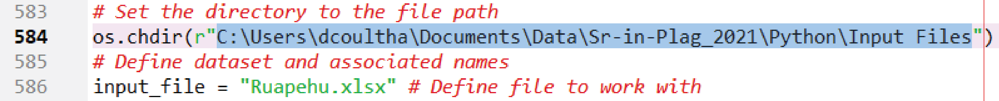 583 # Set the directory to the file path
584 os.chdir(r"C:\Users\dcoultha\Documents\Data\Sr-in-Plag_2021\Python\Input Files")
585 # Define dataset and associated names
586 input_file = "Ruapehu.xlsx" # Define file to work with